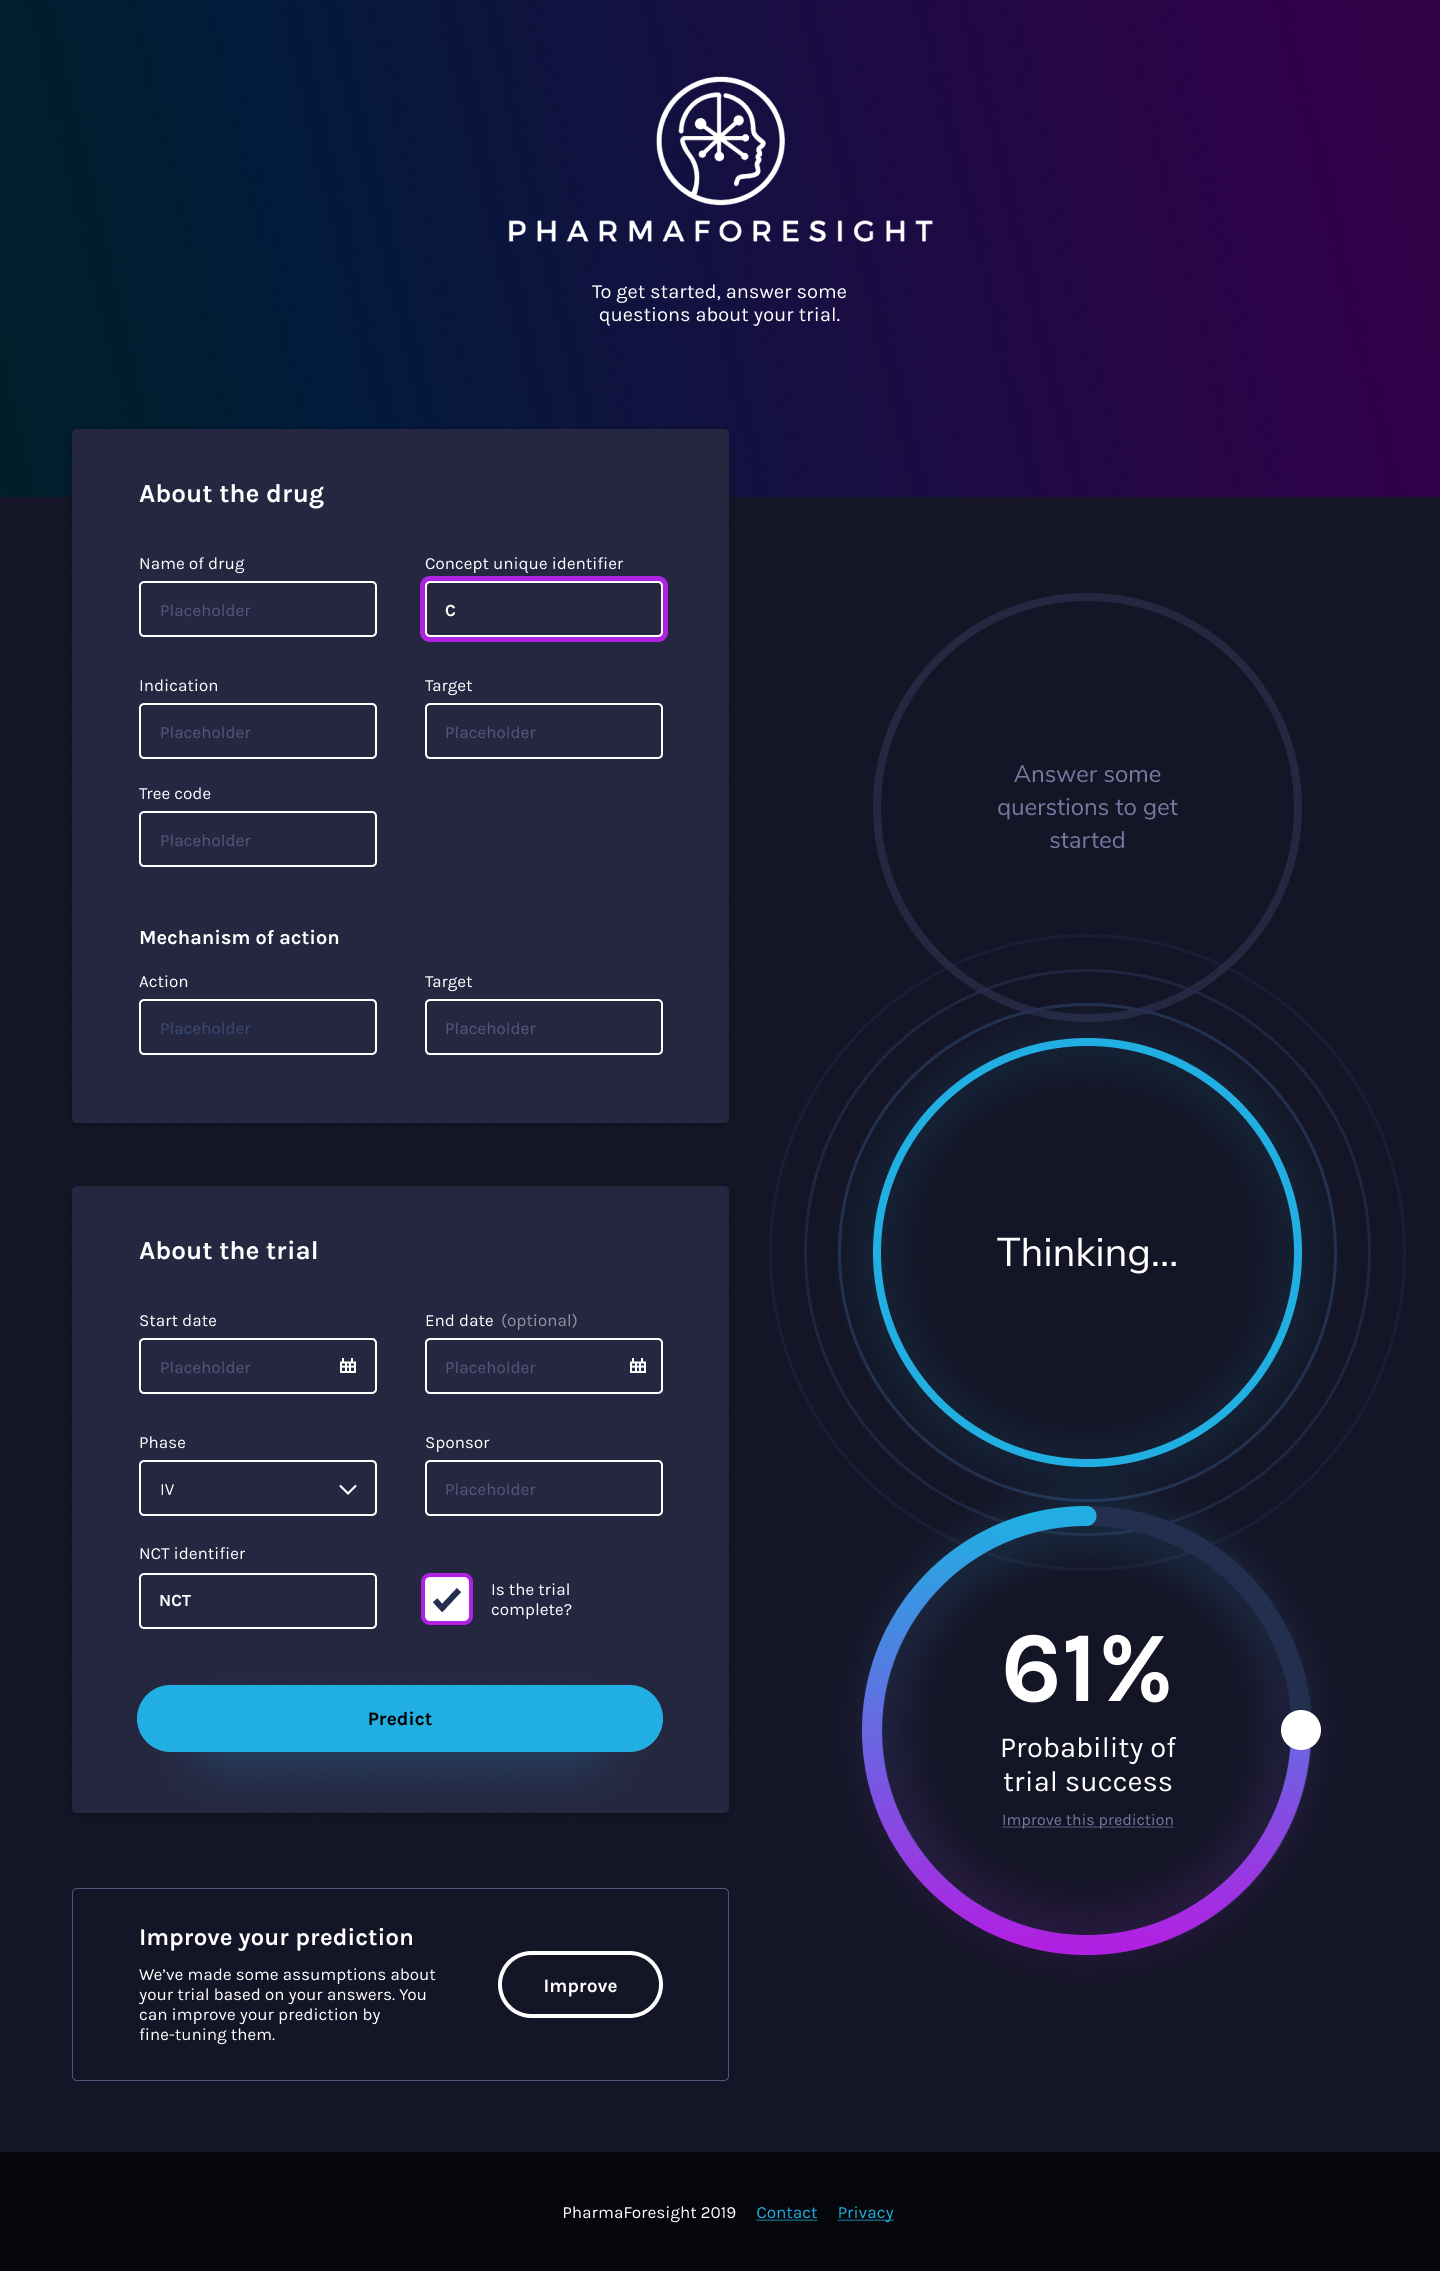 PHARMAFORESIGHT
To get started, answer some
questions about your trial.
About the drug
Name of drug
Concept unique identifier
Placeholder
C
Indication
Target
Placeholder
Placeholder
Tree code
Placeholder
Mechanism of action
Action
Target
Placeholder
Placeholder
About the trial
Start date
End date (optional)
Placeholder
Placeholder
Phase
Sponsor
IV
Placeholder
NCT identifier
NCT
Is the trial
complete?
Predict
Improve your prediction
We’ve made some assumptions about
your trial based on your answers. You
can improve your prediction by
fine-tuning them.
Improve
Answer some
querstions to get
started
Thinking...
61%
Probability of
trial success
Improve this prediction
PharmaForesight 2019 Contact Privacy